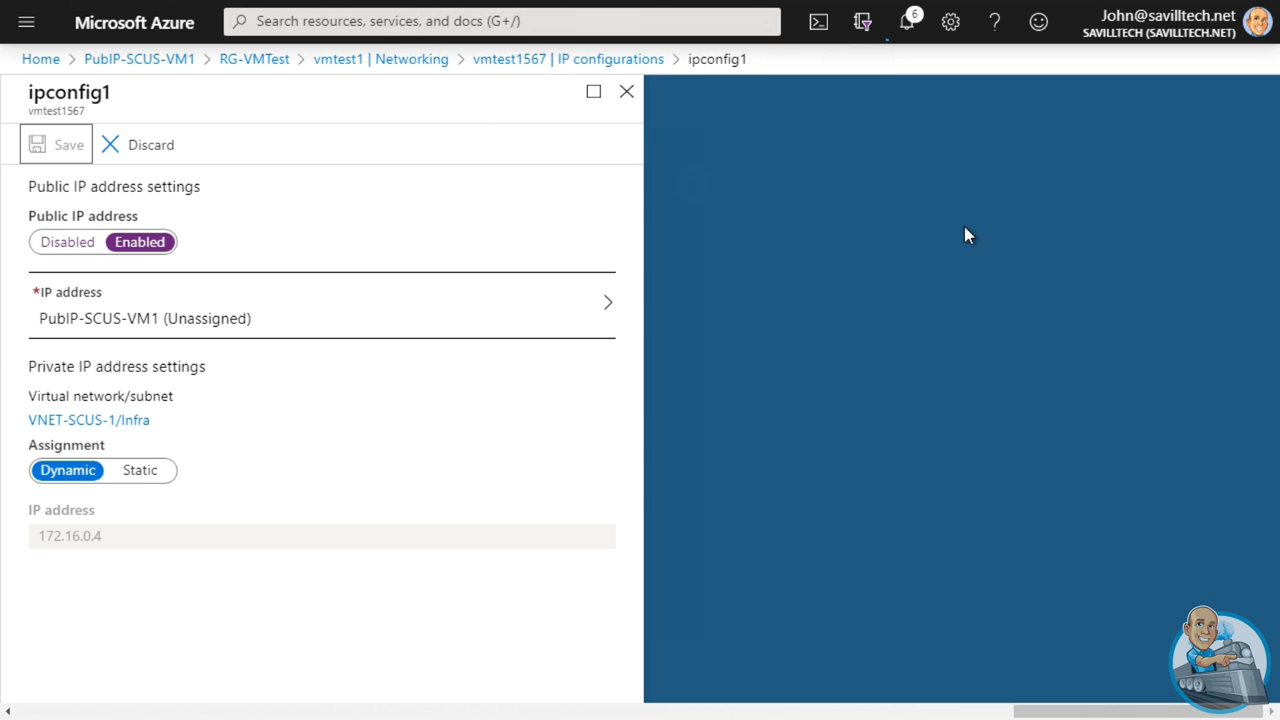 Microsoft Azure
Search resources, services, and docs (G+/)
6
John@savilltech.net
SAVILLTECH (SAVILLTECH.NET)
Home > PubIP-SCUS-VM1 > RG-VMTest > vmtest1 | Networking > vmtest1567 | IP configurations > ipconfig1
ipconfig1
vmtest1567
Save Discard
Public IP address settings
Public IP address
Disabled Enabled
*IP address
PubIP-SCUS-VM1 (Unassigned)
Private IP address settings
Virtual network/subnet
VNET-SCUS-1/Infra
Assignment
Dynamic Static
IP address
172.16.0.4